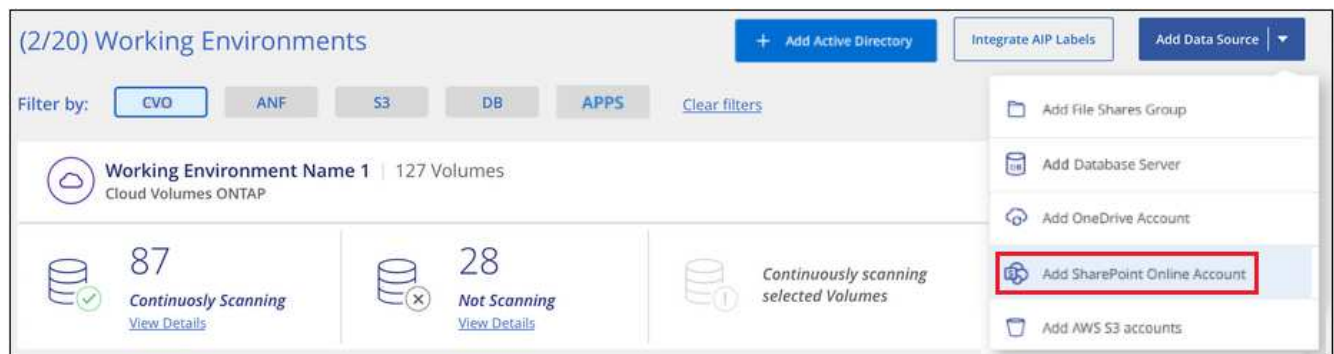 (2/20) Working Environments
+ Add Active Directory
Integrate AIP Labels
Add Data Source
Filter by: CVO ANF S3 DB APPS Clear filters
Add File Shares Group
Working Environment Name 1 | 127 Volumes
Cloud Volumes ONTAP
DB Add Database Server
Add OneDrive Account
87
Continuosly Scanning
View Details
28
Not Scanning
View Details
Continuously scanning
selected Volumes
Add SharePoint Online Account
Add AWS S3 accounts